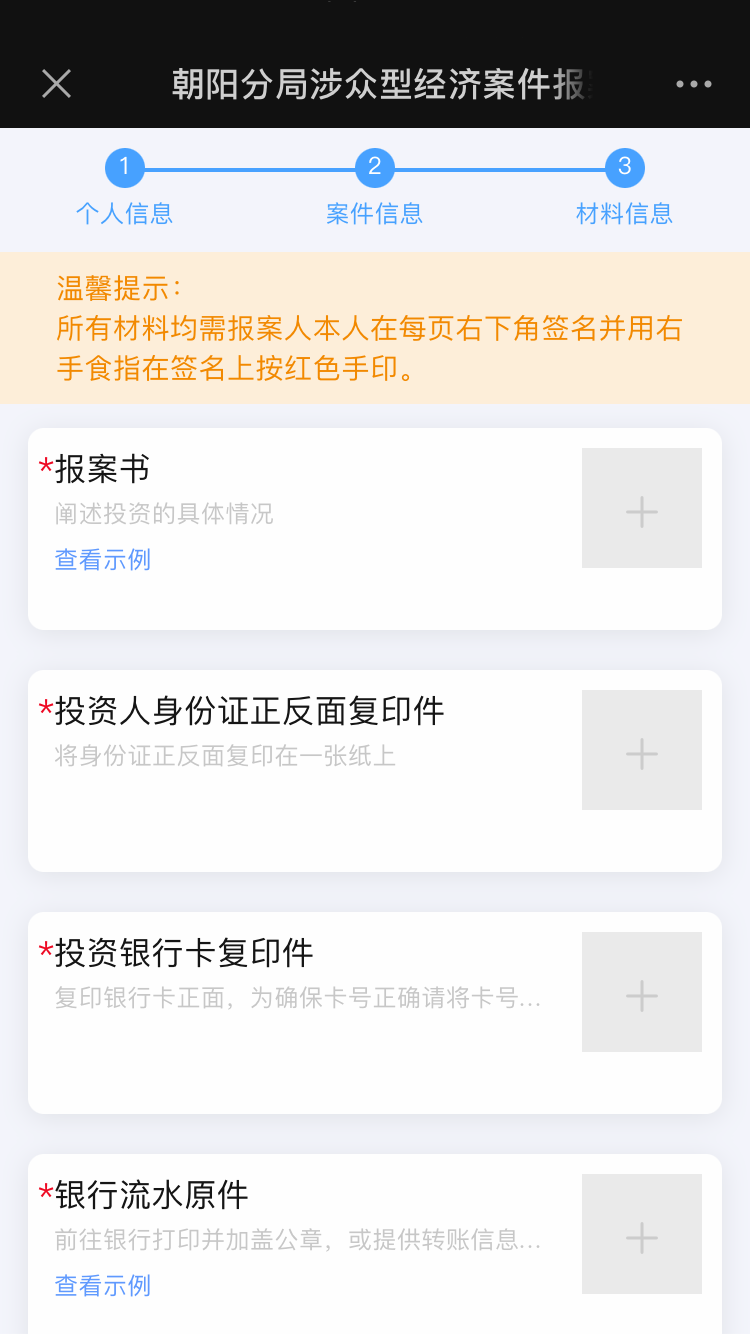 朝阳分局涉众型经济案件报
1
2
3
个人信息
案件信息
材料信息
温馨提示：
所有材料均需报案人本人在每页右下角签名并用右
手食指在签名上按红色手印。
*报案书
阐述投资的具体情况
查看示例
*投资人身份证正反面复印件
将身份证正反面复印在一张纸上
*投资银行卡复印件
复印银行卡正面，为确保卡号正确请将卡号...
*银行流水原件
前往银行打印并加盖公章，或提供转账信息...
查看示例